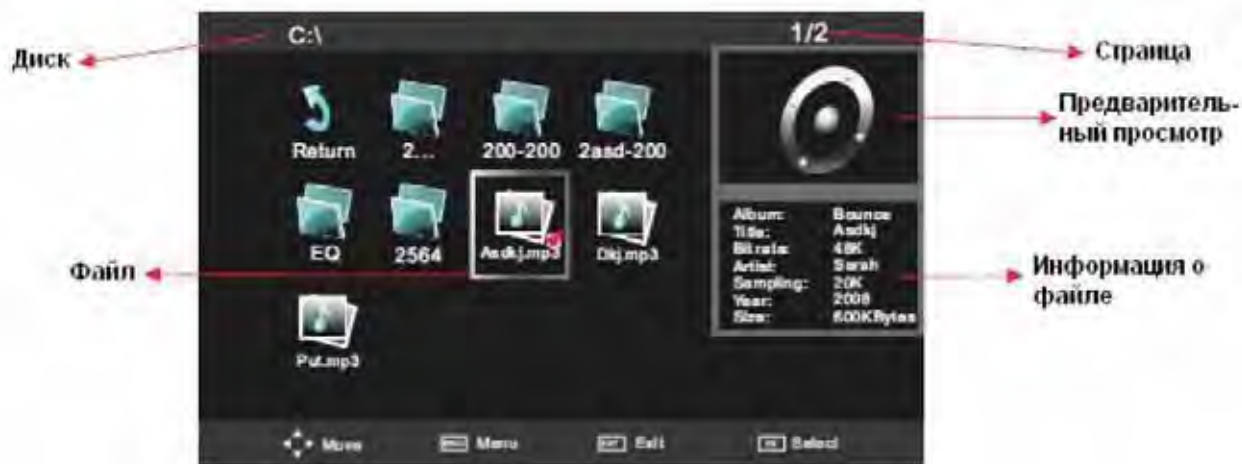 C:\
1/2
Диск
Страица
Предваритель-
ный просмотр
Return
2...
200-200
2asd-200
EQ
2564
Asdkj.mp3
Dkj.mp3
Album: Bounce
Title: Asdkj
Bit rate: 48K
Artist: Sarah
Sampling: 20K
Year: 2008
Size: 600KBytes
Файл
Информация о
файле
Put.mp3
Move
Menu
Exit
Select